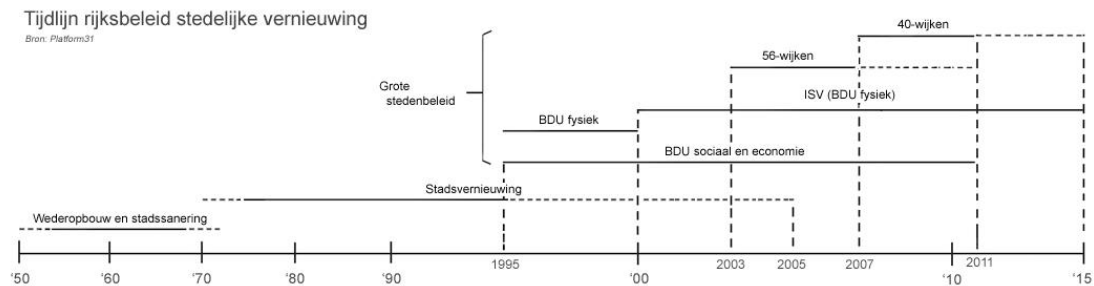 Tijdlijn rijksbeleid stedelijke vernieuwing
Bron: Platform31
40-wijken
56-wijken
Grote
stedenbeleid
ISV (BDU fysiek)
BDU fysiek
BDU sociaal en economie
Stadsvernieuwing
Wederopbouw en stadssanering
'50 '60 '70 '80 '90 1995 '00 2003 2005 2007 '10 2011 '15